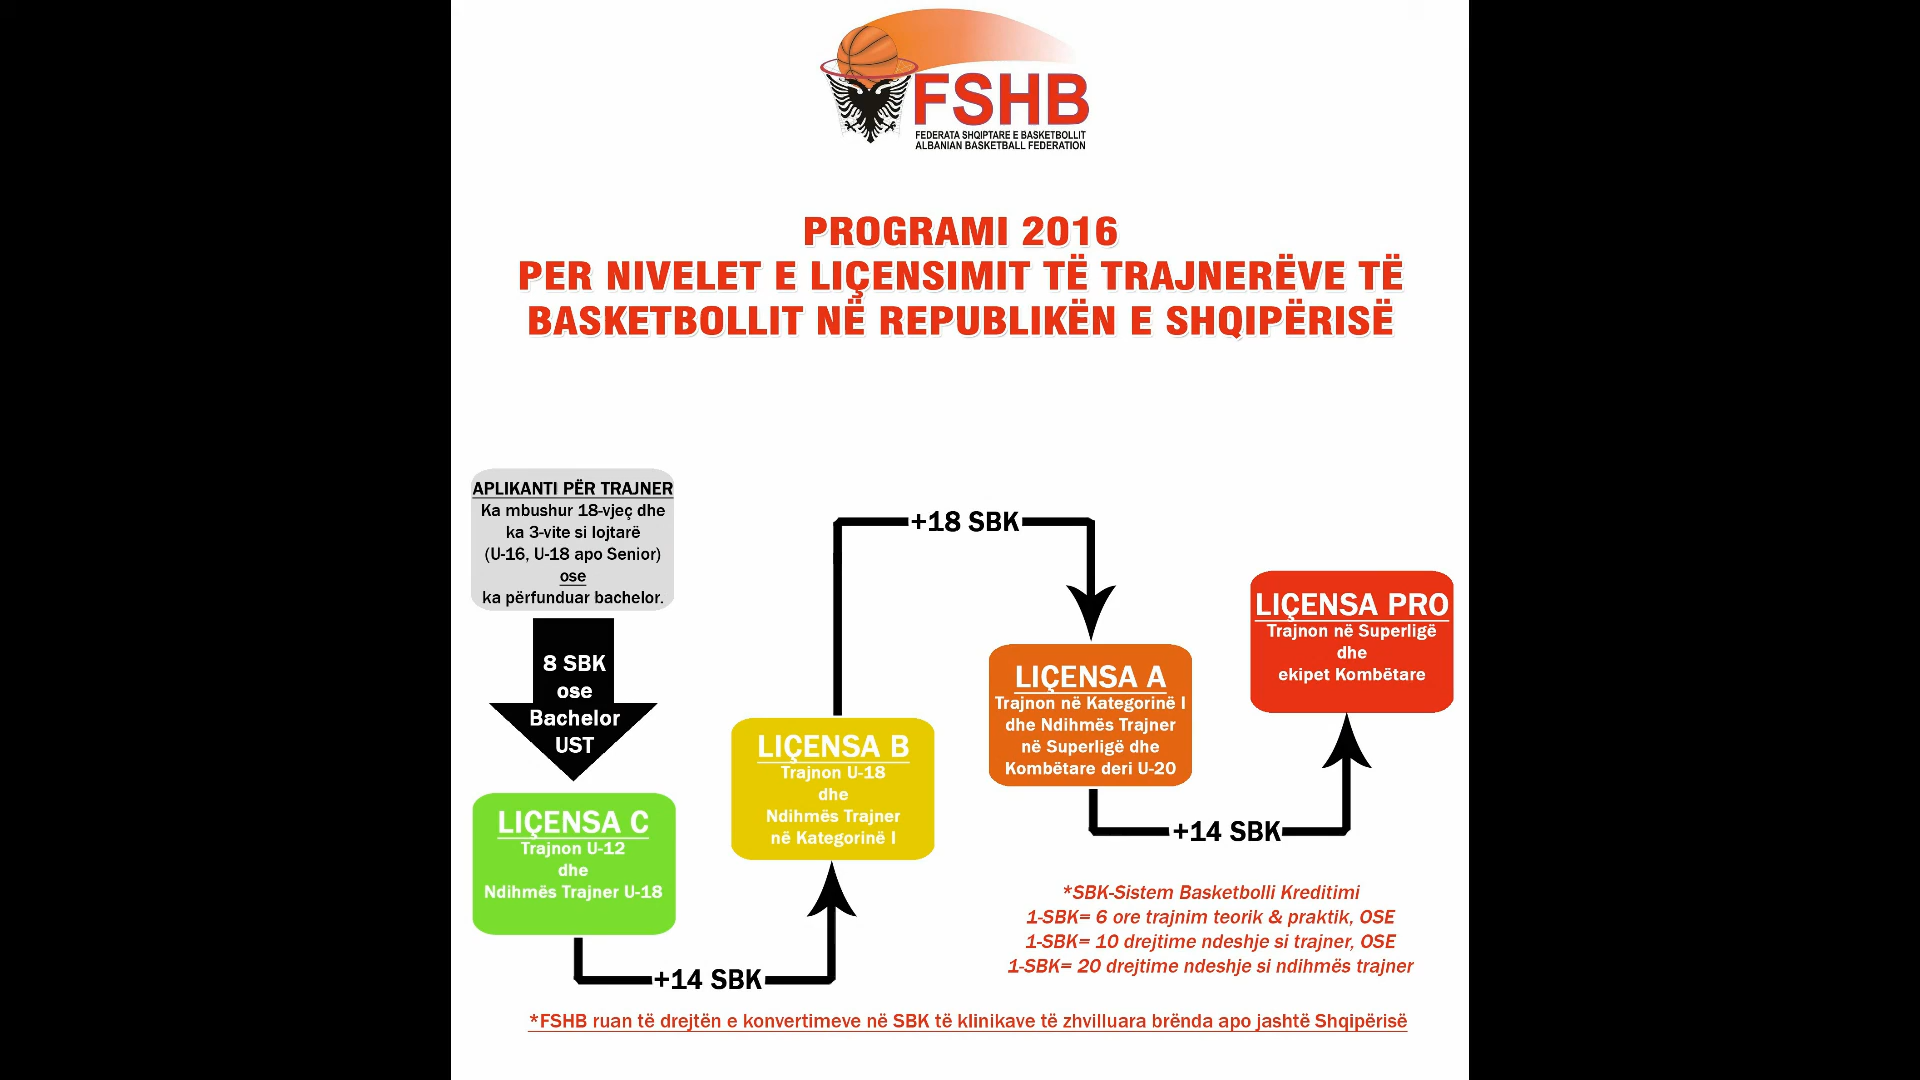 FSHB
FEDERATA SHQIPTARE E BASKETBOLLIT
ALBANIAN BASKETBALL FEDERATION
PROGRAMI 2016
PER NIVELET E LIÇENSIMIT TË TRAJNERËVE TË
BASKETBOLLIT NË REPUBLIKËN E SHQIPËRISË
APLIKANTI PËR TRAJNER
Ka mbushur 18-vjeç dhe
ka 3-vite si lojtarë
(U-16, U-18 apo Senior)
ose
ka përfunduar bachelor.
8 SBK
ose
Bachelor
UST
LIÇENSA C
Trajnon U-12
dhe
Ndihmës Trajner U-18
+14 SBK
LIÇENSA B
Trajnon U-18
dhe
Ndihmës Trajner
në Kategorinë I
+18 SBK
LIÇENSA A
Trajnon në Kategorinë I
dhe Ndihmës Trajner
në Superligë dhe
Kombëtare deri U-20
+14 SBK
LIÇENSA PRO
Trajnon në Superligë
dhe
ekipet Kombëtare
*SBK-Sistem Basketbolli Kreditimi
1-SBK= 6 ore trajnim teorik & praktik, OSE
1-SBK= 10 drejtime ndeshje si trajner, OSE
1-SBK= 20 drejtime ndeshje si ndihmës trajner
*FSHB ruan të drejtën e konvertimeve në SBK të klinikave të zhvilluara brënda apo jashtë Shqipërisë